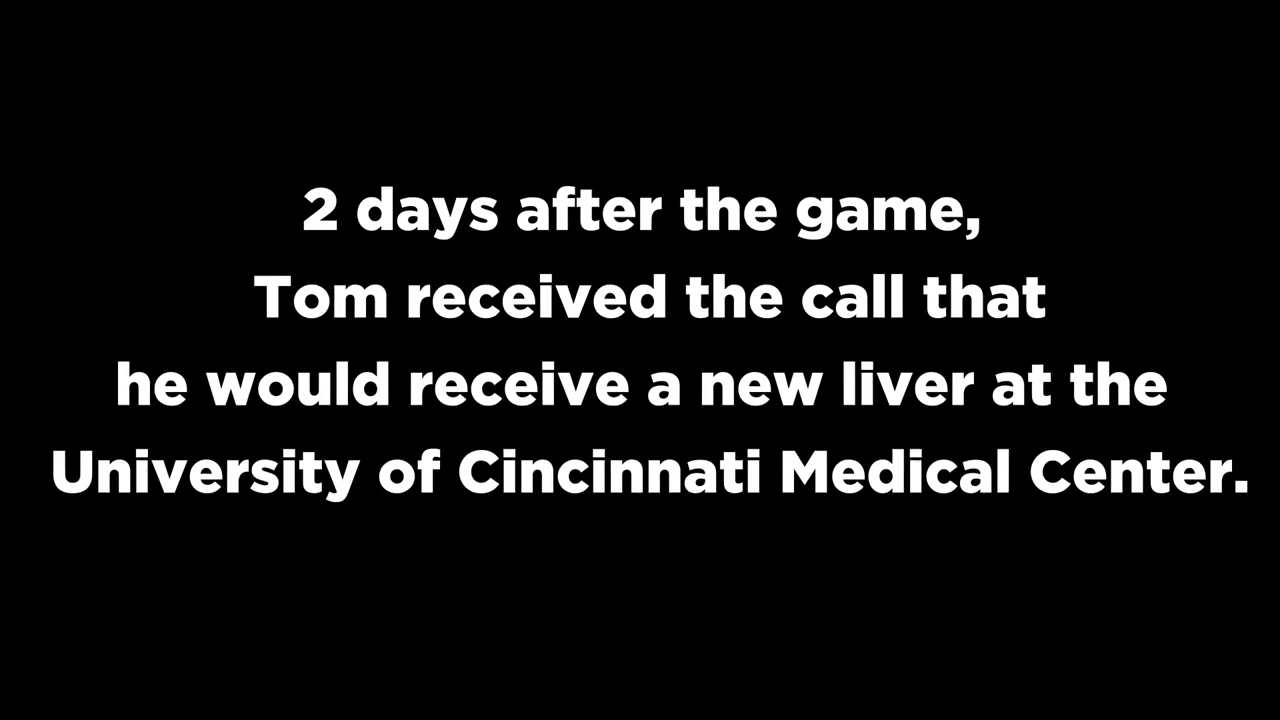 2 days after the game,
Tom received the call that
he would receive a new liver at the
University of Cincinnati Medical Center.